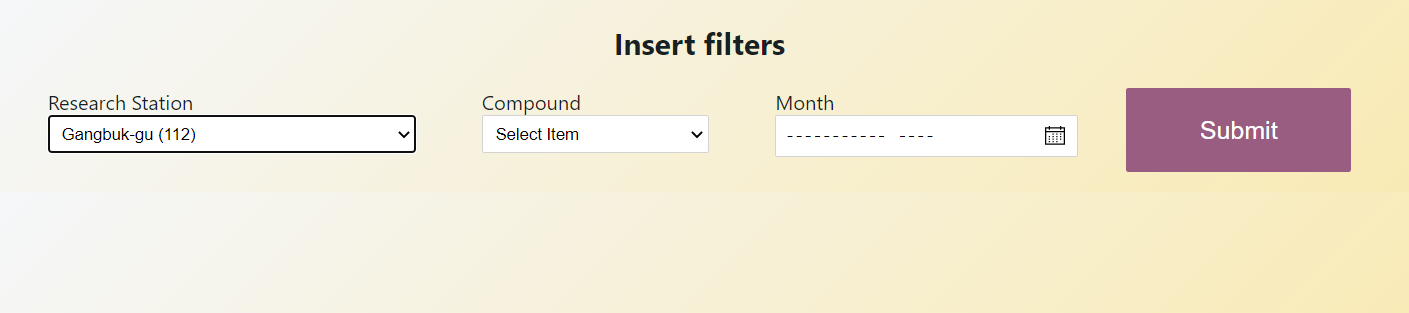 Insert filters
Research Station
Compound
Month
Gangbuk-gu (112)
Select Item
----------- ----
Submit